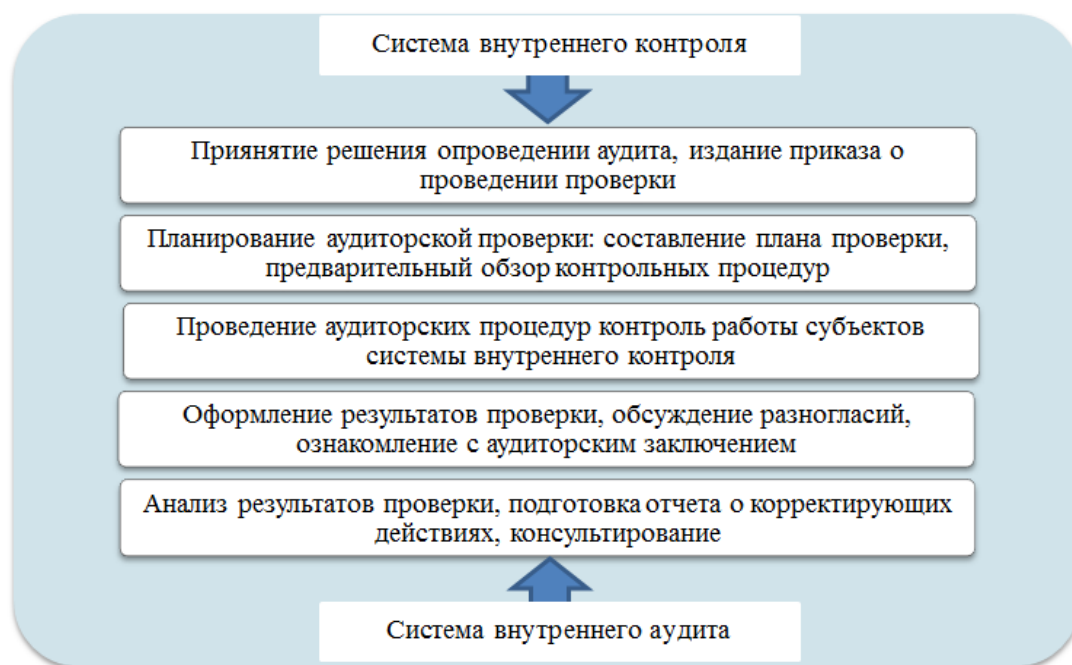 Система внутреннего контроля
Приянятие решения опроведении аудита, издание приказа о
проведении проверки
Планирование аудиторской проверки: составление плана проверки,
предварительный обзор контрольных процедур
Проведение аудиторских процедур контроль работы субъектов
системы внутреннего контроля
Оформление результатов проверки, обсуждение разногласий,
ознакомление с аудиторским заключением
Анализ результатов проверки, подготовка отчета о корректирующих
действиях, консультирование
Система внутреннего аудита